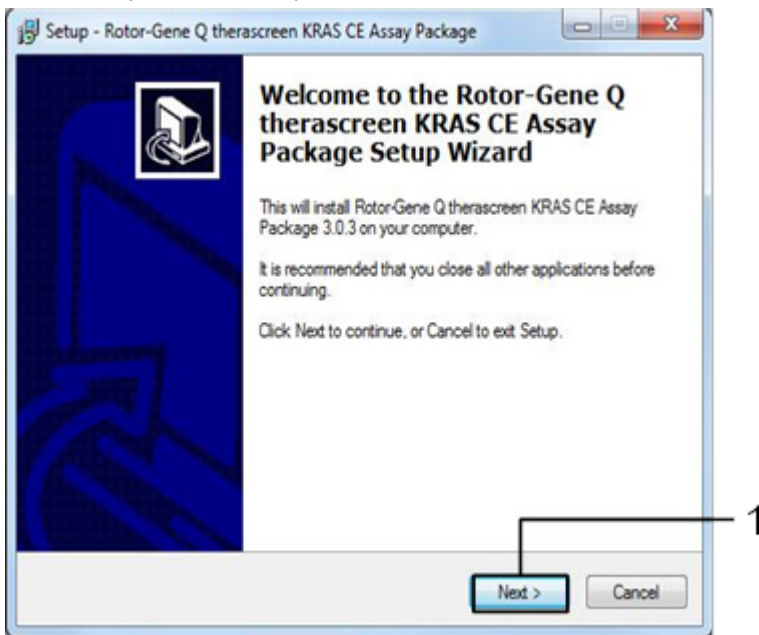 Setup - Rotor-Gene Q therascreen KRAS CE Assay Package
Welcome to the Rotor-Gene Q
therascreen KRAS CE Assay
Package Setup Wizard
This will install Rotor-Gene Q therascreen KRAS CE Assay
Package 3.0.3 on your computer.
It is recommended that you close all other applications before
continuing.
Click Next to continue, or Cancel to exit Setup.
1
Next >
Cancel